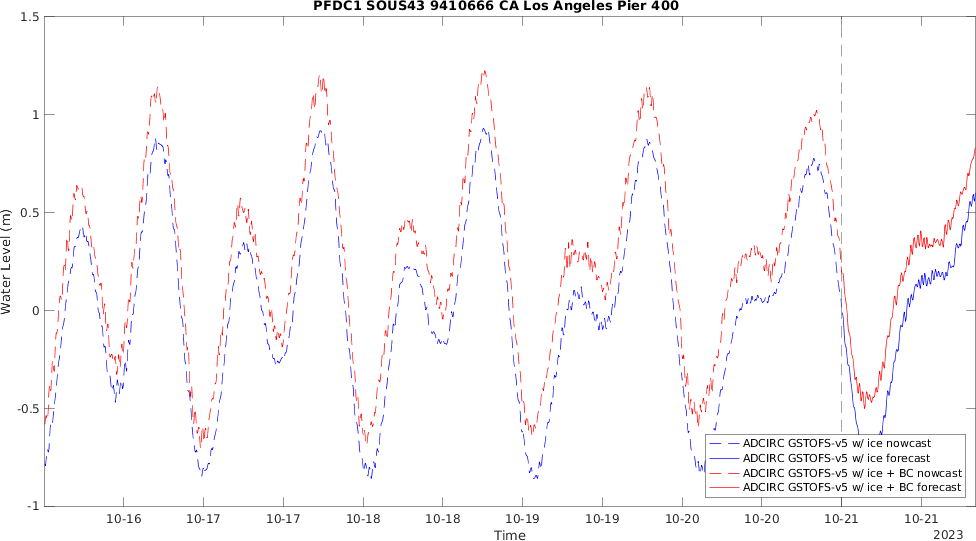 PFDC1 SOUS43 9410666 CA Los Angeles Pier 400
1.5
1
0.5
0
-0.5
-1
Water Level (m)
10-16
10-17
10-17
10-18
10-18
10-19
10-19
10-20
10-20
10-21
10-21
Time
2023
ADCIRC GSTOFS-v5 w/ ice nowcast
ADCIRC GSTOFS-v5 w/ ice forecast
ADCIRC GSTOFS-v5 w/ ice + BC nowcast
ADCIRC GSTOFS-v5 w/ ice + BC forecast